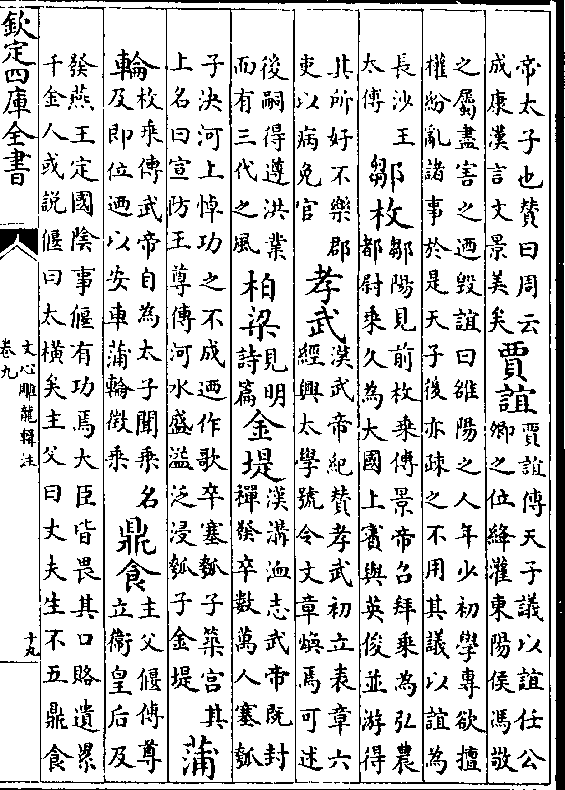 帝太子也贊曰周云成康漢言文景美矣賈誼賈誼傳天子議以誼任公卿之位絳灌東陽侯馮敬
之屬盡害之迺毀誼曰雒陽之人年少初學專欲擅權紛亂諸事於是天子後亦疎之不用其議以誼為
長沙王太傅鄒枚鄒陽見前枚乘傳景帝召拜乘為弘農都尉乘久為大國上賓與英俊並游得
其所好不樂郡吏以病免官孝武漢武帝紀贊孝武初立表章六經興太學號令文章煥焉可述
後嗣得遵洪業而有三代之風柏梁見明詩篇金堤漢溝洫志武帝既封禪發卒數萬人塞瓠
子決河上悼功之不成迺作歌卒塞瓠子築宮其上名曰宣防王尊傳河水盛溢泛浸瓠子金堤蒲
輪枚乘傳武帝自為太子聞乘名及即位迺以安車蒲輪徵乘鼎食主父偃傳尊立衛皇后及
發燕王定國陰事偃有功焉大臣皆畏其口賂遺累千金人或説偃曰太橫矣主父曰丈夫生不五鼎食
欽定四庫全書
文心雕龍輯注
卷九
十九